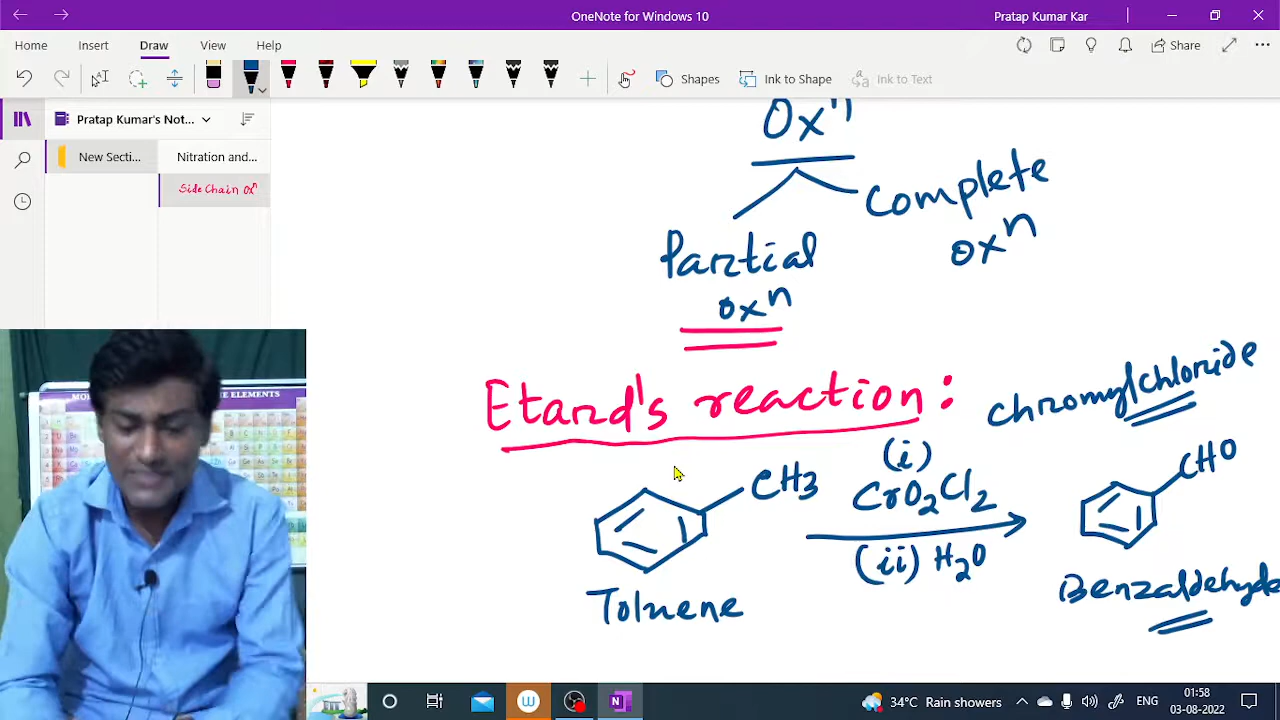 OneNote for Windows 10
Pratap Kumar Kar
Home Insert Draw View Help
Share
Shapes
Ink to Shape
Ink to Text
Pratap Kumar's Not...
New Secti...
Nitration and...
Side Chain oxⁿ
Oxⁿ
Partial
oxⁿ
Complete
oxⁿ
Etard's reaction:
chromylchloride
CH3
(i)
CrO₂Cl₂
(ii) H₂O
CHO
Toluene
Benzaldehyde
34°C Rain showers
ENG
01:58
03-08-2022